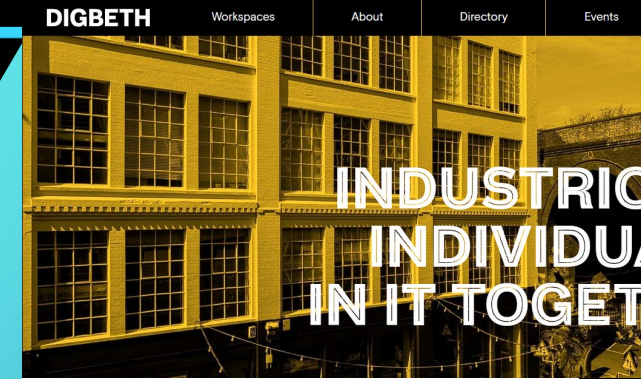 DIGBETH Workspaces About Directory Events
INDUSTRIO
INDIVIDUA
IN IT TOGET